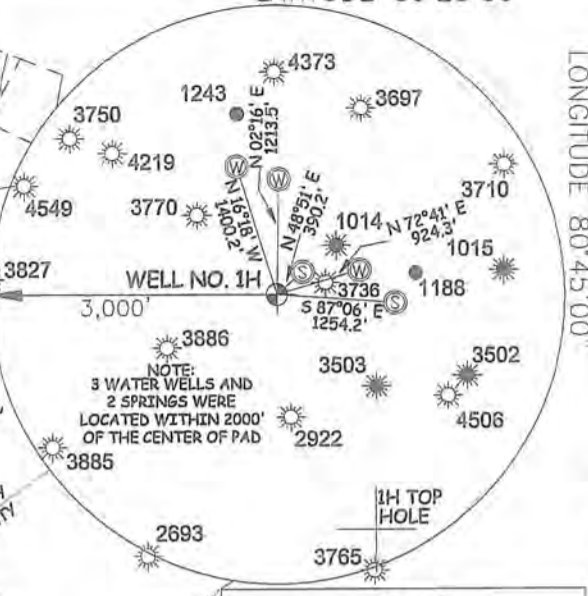 4373
1243
3697
3750
N 02°16' E
1213.5'
4219
W
W
3710
4549
N 16°18' W
1400.2'
3770
N 48°51' E
390.2'
1014
N 72°41' E
924.3'
1015
LONGITUDE 80°45'00"
3827
WELL NO. 1H
S
W
3736
1188
3,000'
S
S 87°06' E
1254.2'
3886
NOTE:
3 WATER WELLS AND
2 SPRINGS WERE
LOCATED WITHIN 2000'
OF THE CENTER OF PAD
3503
3502
4506
2922
3885
1H TOP
HOLE
2693
3765